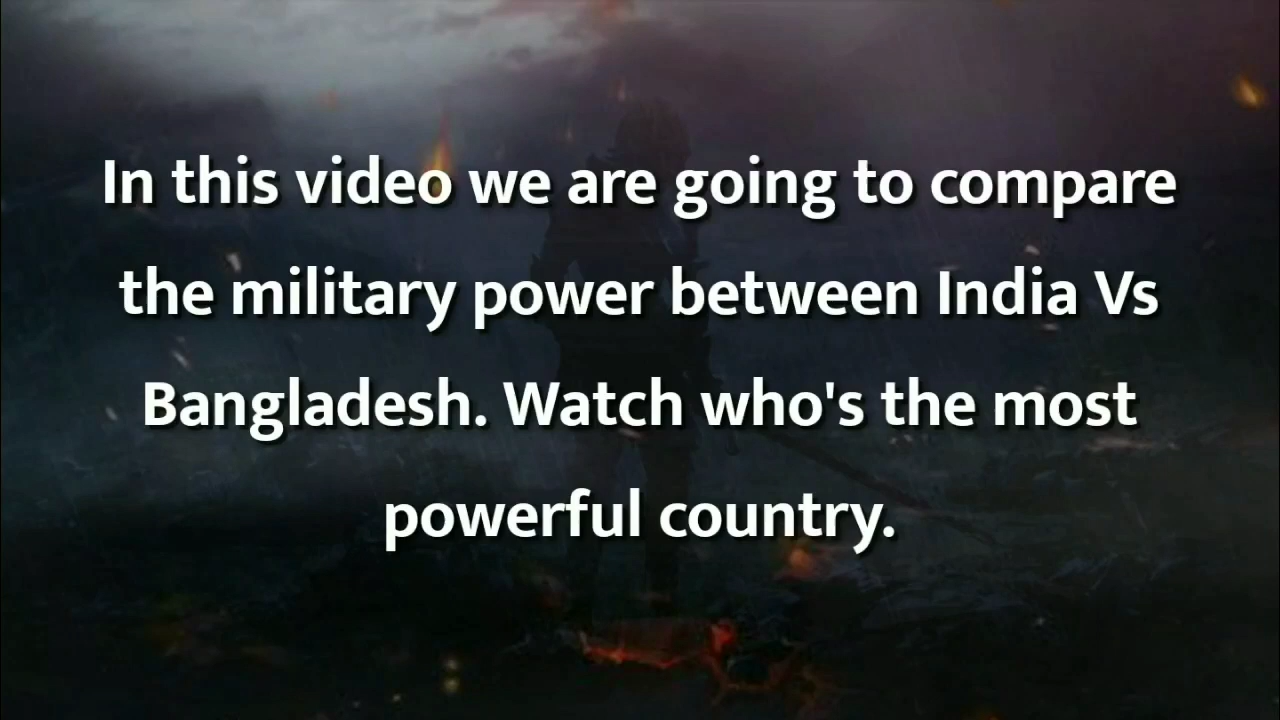 In this video we are going to compare
the military power between India Vs
Bangladesh. Watch who's the most
powerful country.